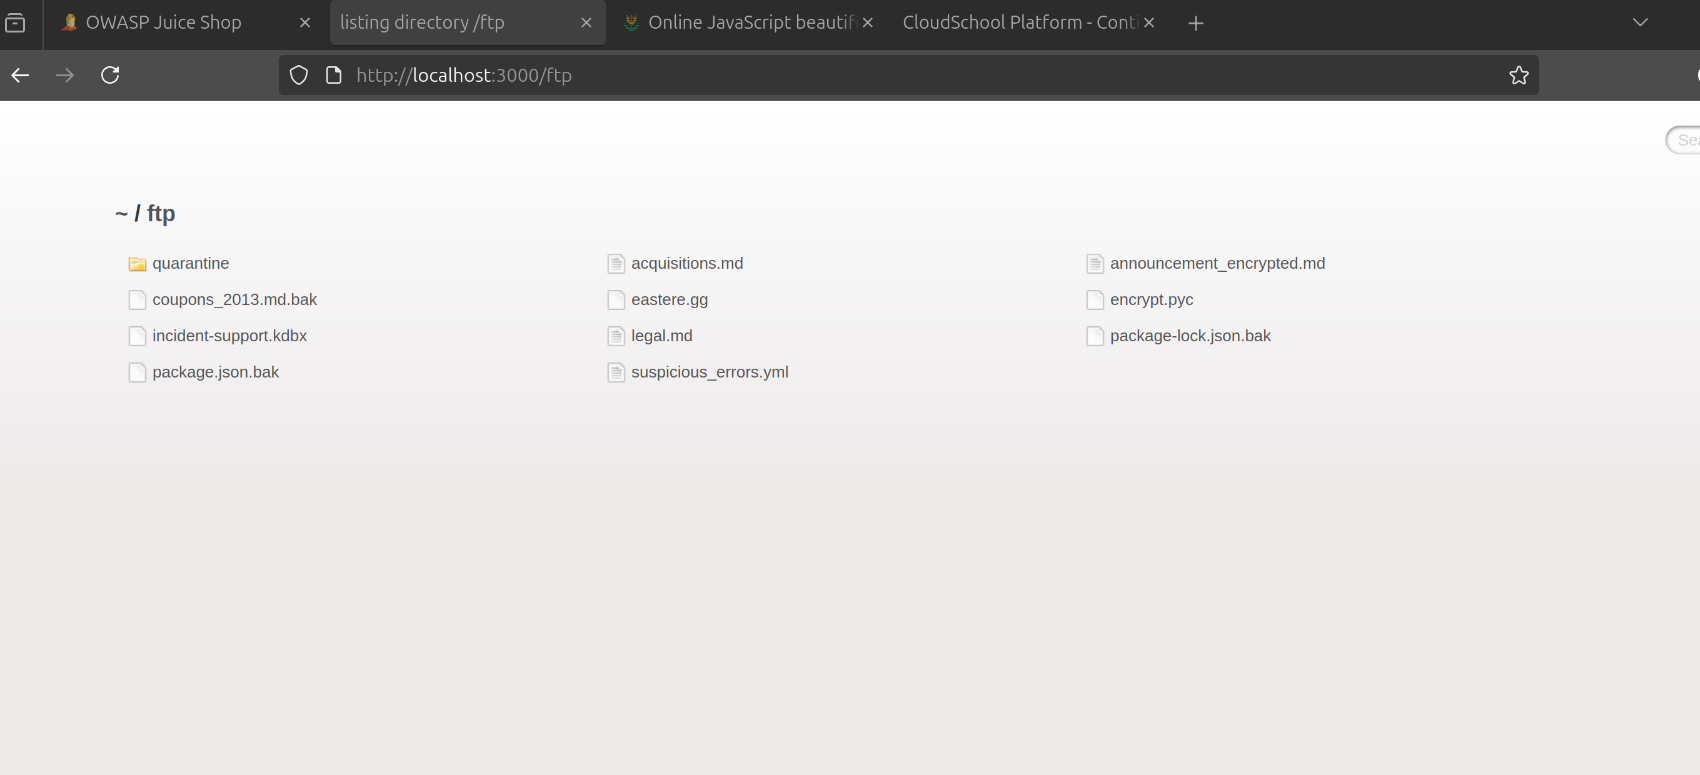 OWASP Juice Shop
listing directory /ftp
Online JavaScript beautif
CloudSchool Platform - Conti
http://localhost:3000/ftp
Sea
~ / ftp
quarantine acquisitions.md announcement_encrypted.md
coupons_2013.md.bak eastere.gg encrypt.pyc
incident-support.kdbx legal.md package-lock.json.bak
package.json.bak suspicious_errors.yml